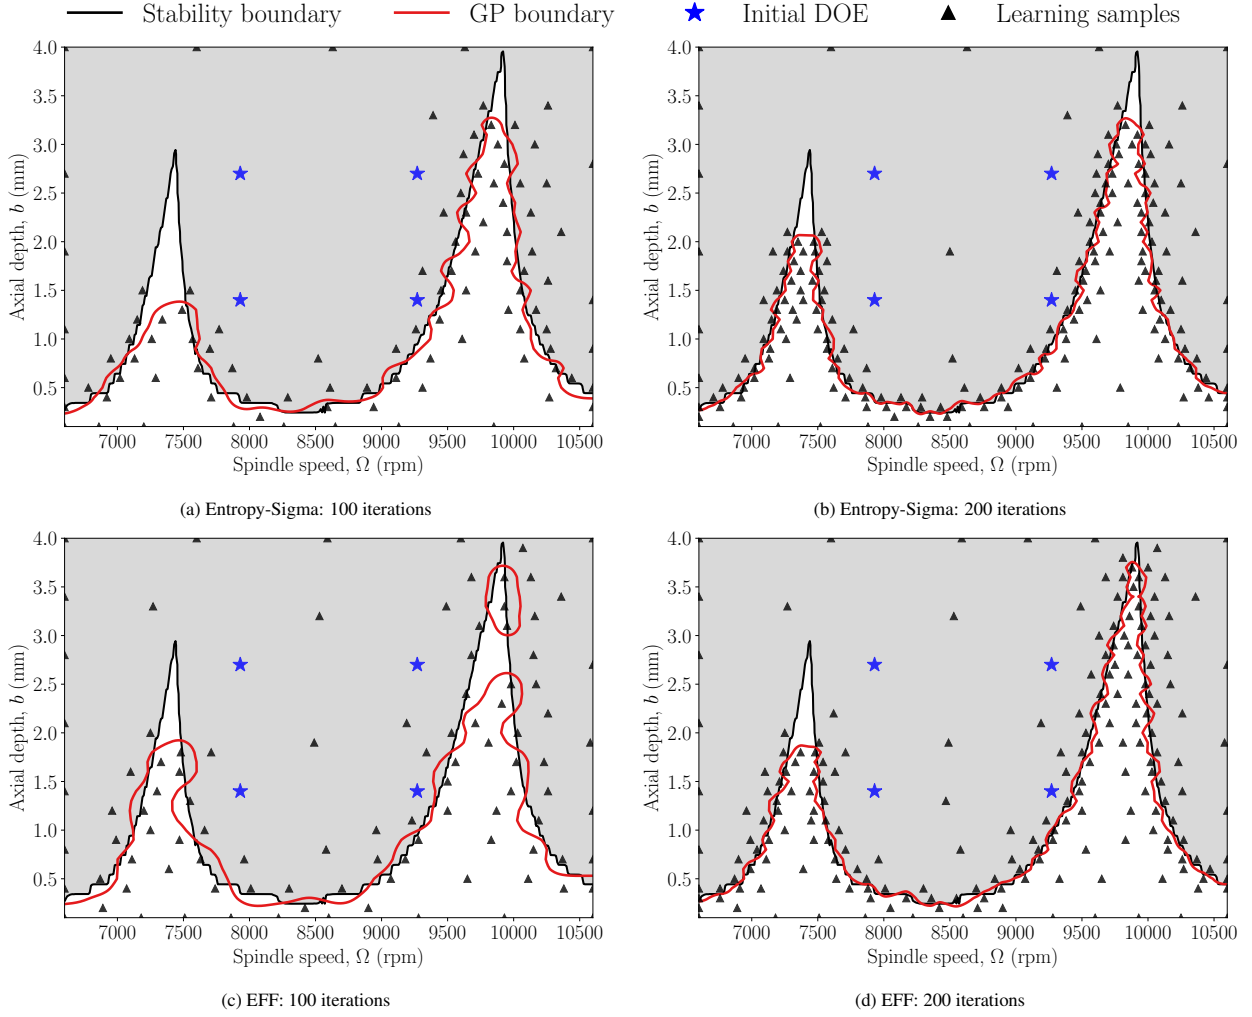 Stability boundary GP boundary Initial DOE Learning samples
4.0
3.5
3.0
2.5
2.0
1.5
1.0
0.5
Axial depth, b (mm)
7000 7500 8000 8500 9000 9500 10000 10500
Spindle speed, Ω (rpm)
(a) Entropy-Sigma: 100 iterations
4.0
3.5
3.0
2.5
2.0
1.5
1.0
0.5
Axial depth, b (mm)
7000 7500 8000 8500 9000 9500 10000 10500
Spindle speed, Ω (rpm)
(b) Entropy-Sigma: 200 iterations
4.0
3.5
3.0
2.5
2.0
1.5
1.0
0.5
Axial depth, b (mm)
7000 7500 8000 8500 9000 9500 10000 10500
Spindle speed, Ω (rpm)
(c) EFF: 100 iterations
4.0
3.5
3.0
2.5
2.0
1.5
1.0
0.5
Axial depth, b (mm)
7000 7500 8000 8500 9000 9500 10000 10500
Spindle speed, Ω (rpm)
(d) EFF: 200 iterations